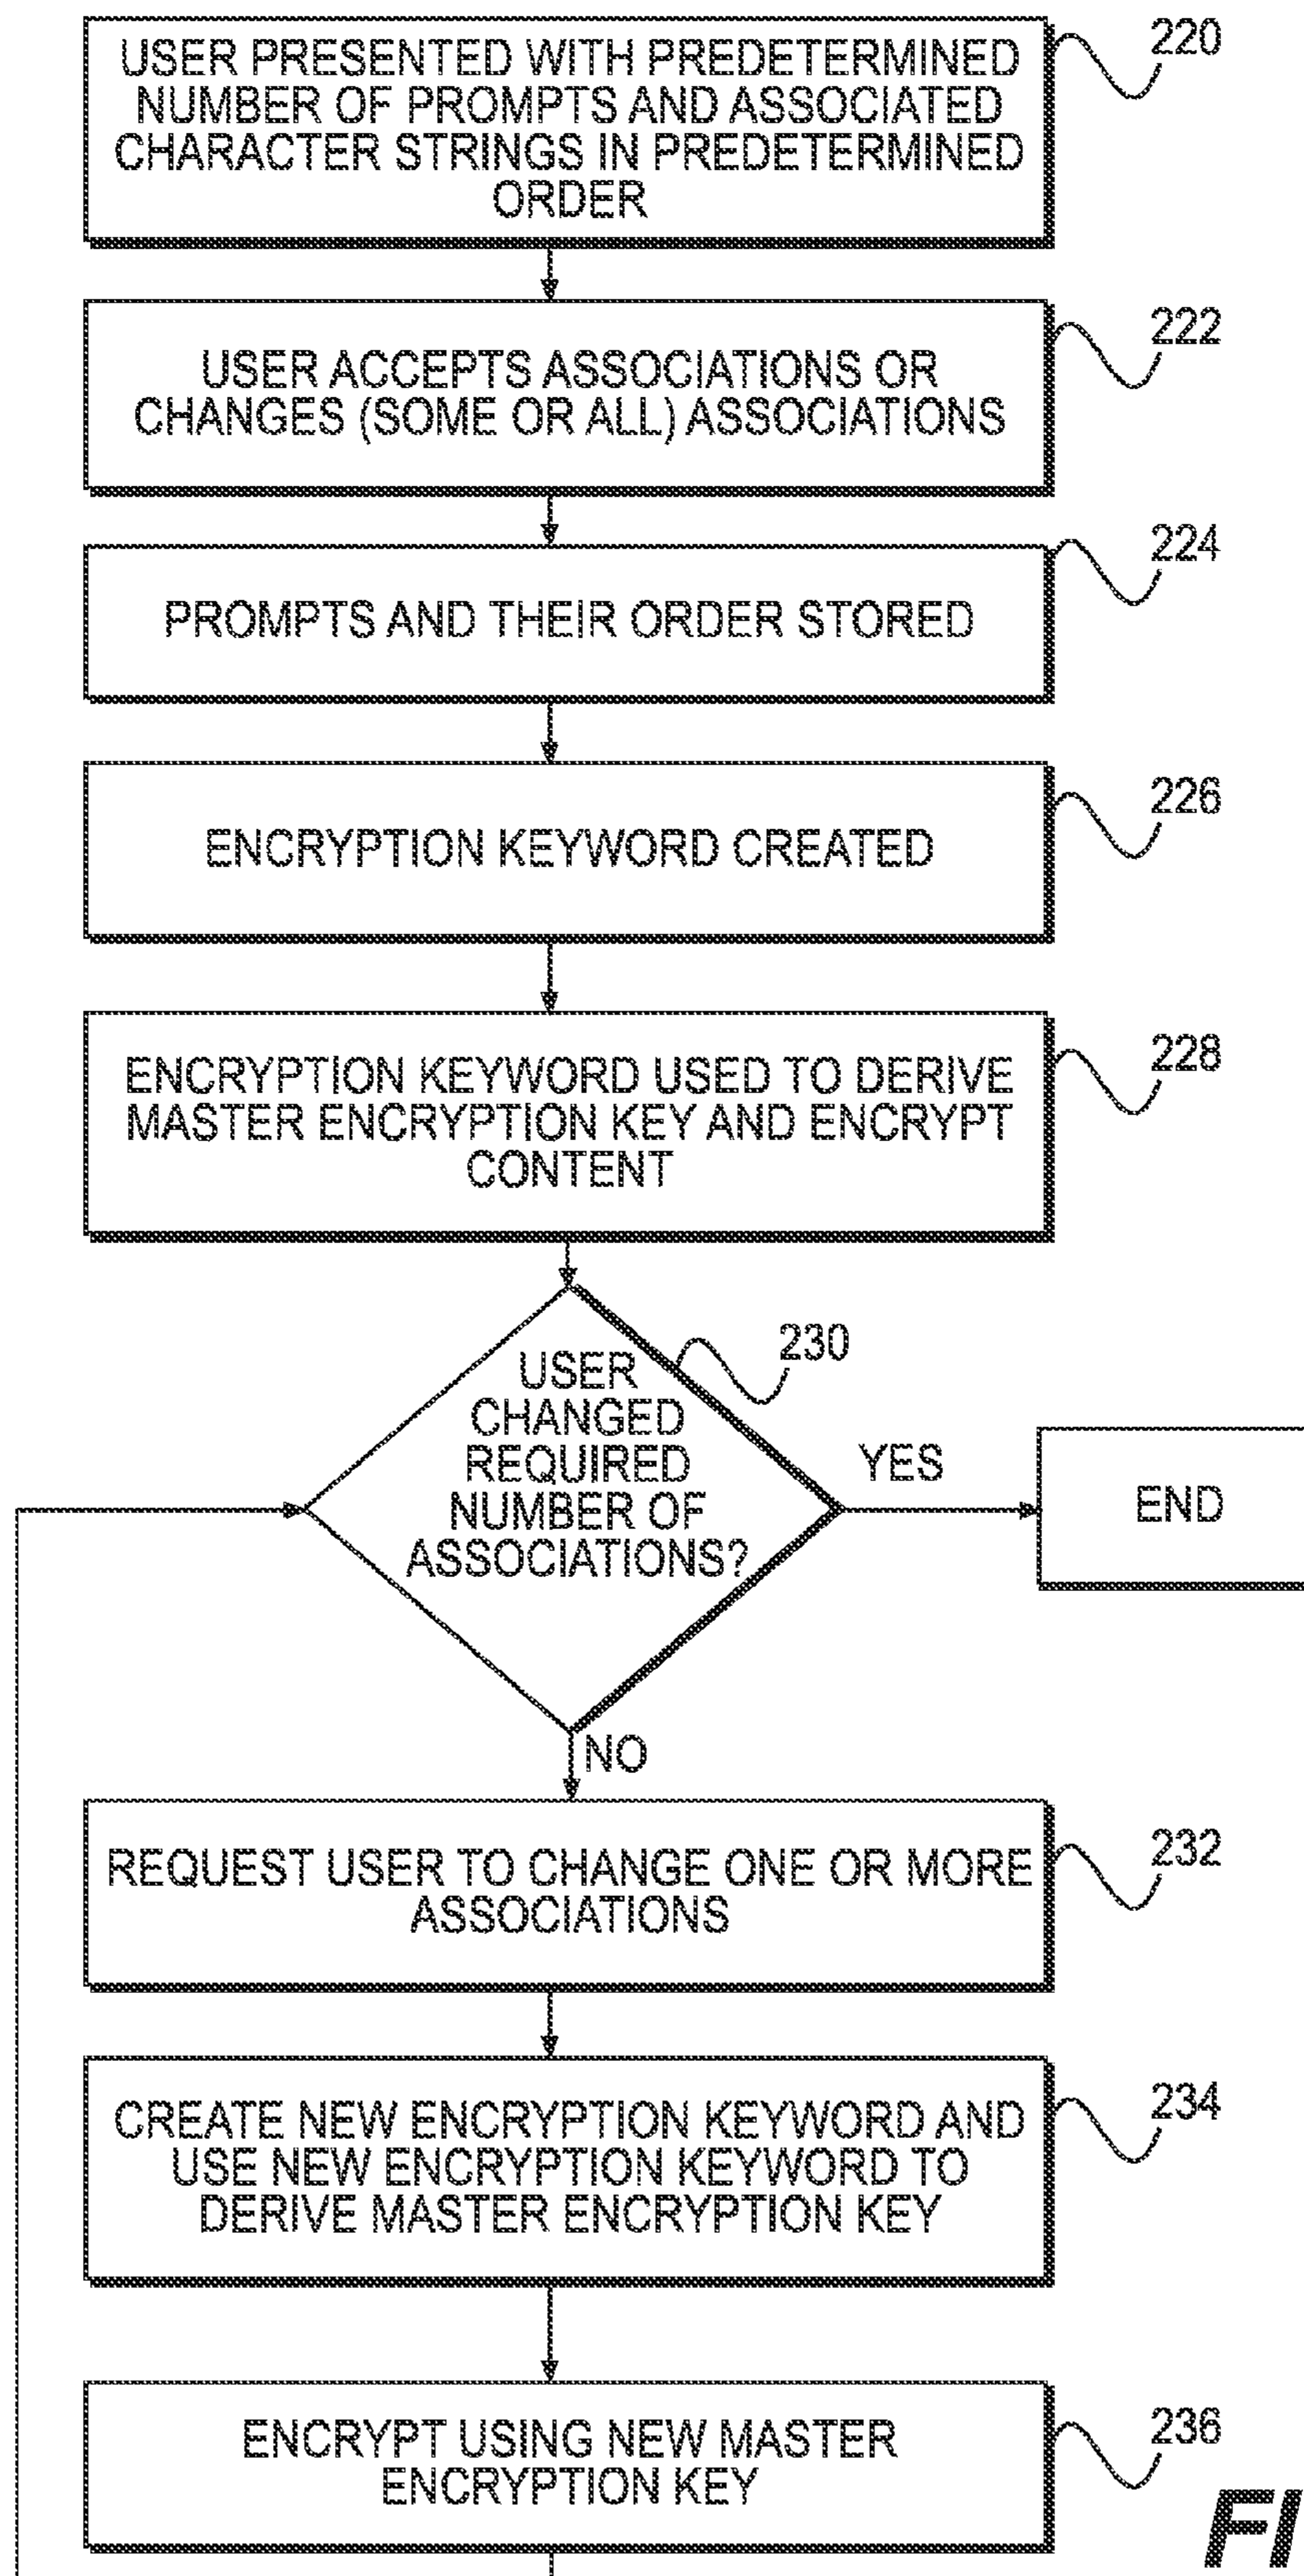 USER PRESENTED WITH PREDETERMINED
NUMBER OF PROMPTS AND ASSOCIATED
CHARACTER STRINGS IN PREDETERMINED
ORDER
220
USER ACCEPTS ASSOCIATIONS OR
CHANGES (SOME OR ALL) ASSOCIATIONS
222
PROMPTS AND THEIR ORDER STORED
224
ENCRYPTION KEYWORD CREATED
226
ENCRYPTION KEYWORD USED TO DERIVE
MASTER ENCRYPTION KEY AND ENCRYPT
CONTENT
228
USER
CHANGED
REQUIRED
NUMBER OF
ASSOCIATIONS?
230
YES
END
NO
REQUEST USER TO CHANGE ONE OR MORE
ASSOCIATIONS
232
CREATE NEW ENCRYPTION KEYWORD AND
USE NEW ENCRYPTION KEYWORD TO
DERIVE MASTER ENCRYPTION KEY
234
ENCRYPT USING NEW MASTER
ENCRYPTION KEY
236
FI